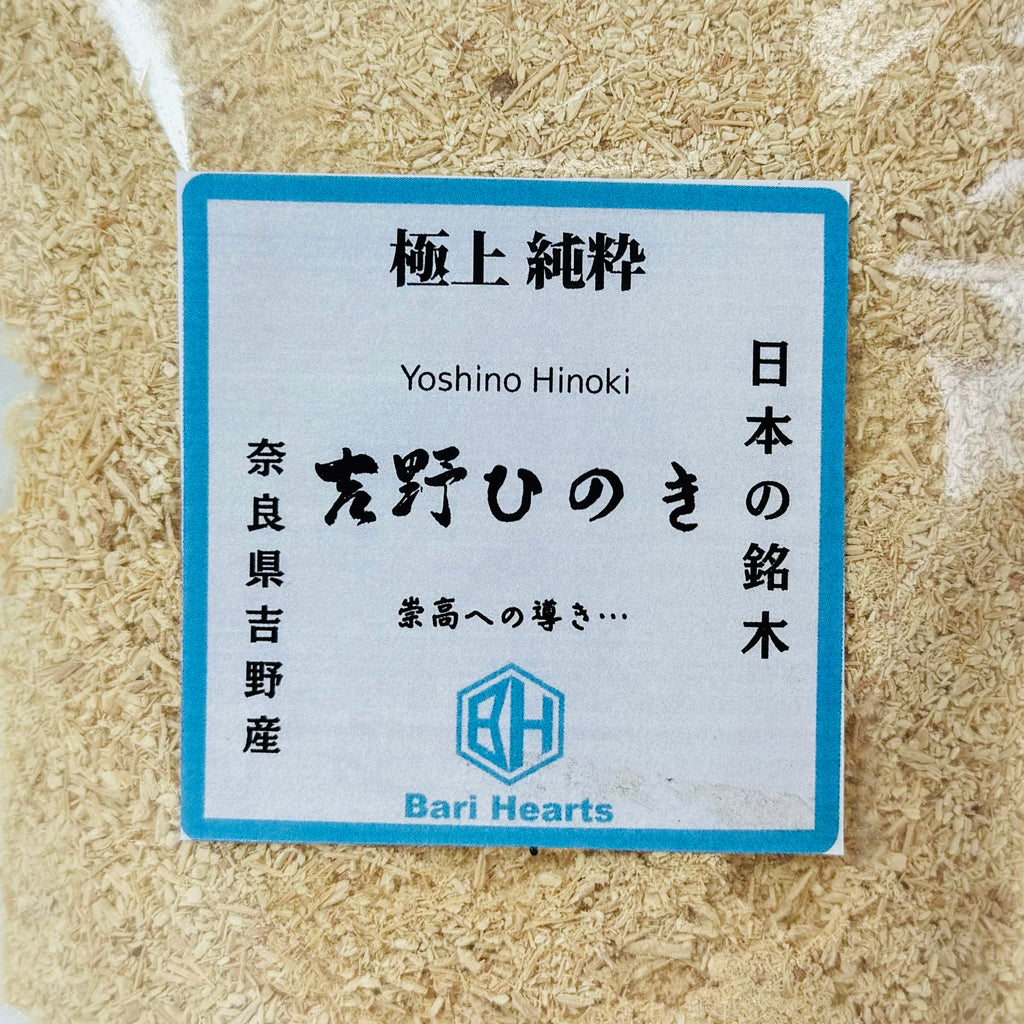 極上 純粋
Yoshino Hinoki
日本の銘木
吉野ひのき
奈良県吉野産
崇高への導き…
BH
Bari Hearts